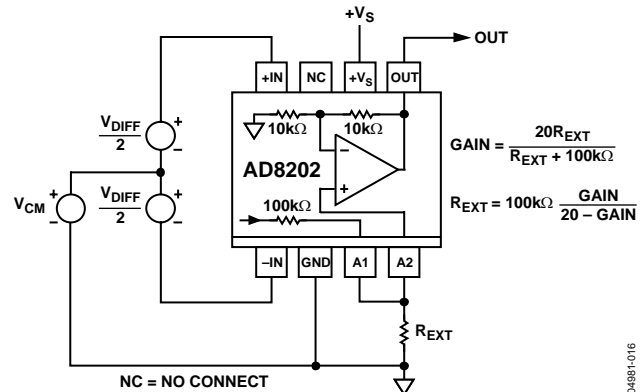 +VS
OUT
+IN
NC
+VS
OUT
10kΩ
10kΩ
VDIFF
2
+
−
AD8202
−
+
GAIN = 20REXT
REXT + 100kΩ
VCM
+
−
VDIFF
2
+
−
100kΩ
REXT = 100kΩ GAIN
20 – GAIN
–IN
GND
A1
A2
REXT
NC = NO CONNECT
04981-016